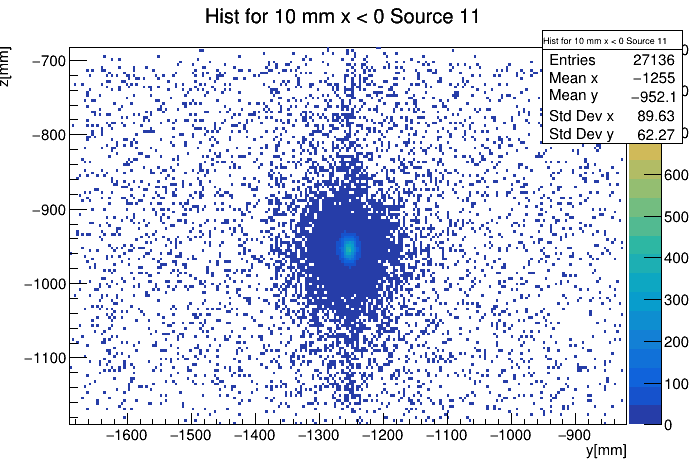 Hist for 10 mm x < 0 Source 11
z[mm]
Hist for 10 mm x < 0 Source 11
Entries 27136
Mean x −1255
Mean y −952.1
Std Dev x 89.63
Std Dev y 62.27
−700
−800
−900
−1000
−1100
600
500
400
300
200
100
0
−1600 −1500 −1400 −1300 −1200 −1100 −1000 −900
y[mm]